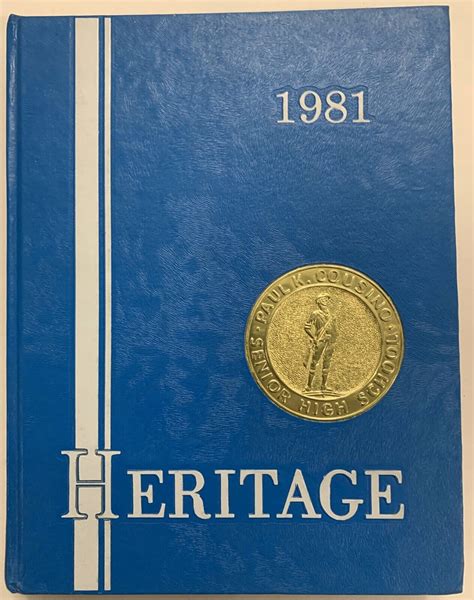 1981
PAUL K. COUSINO
SENIOR HIGH SCHOOL
HERITAGE